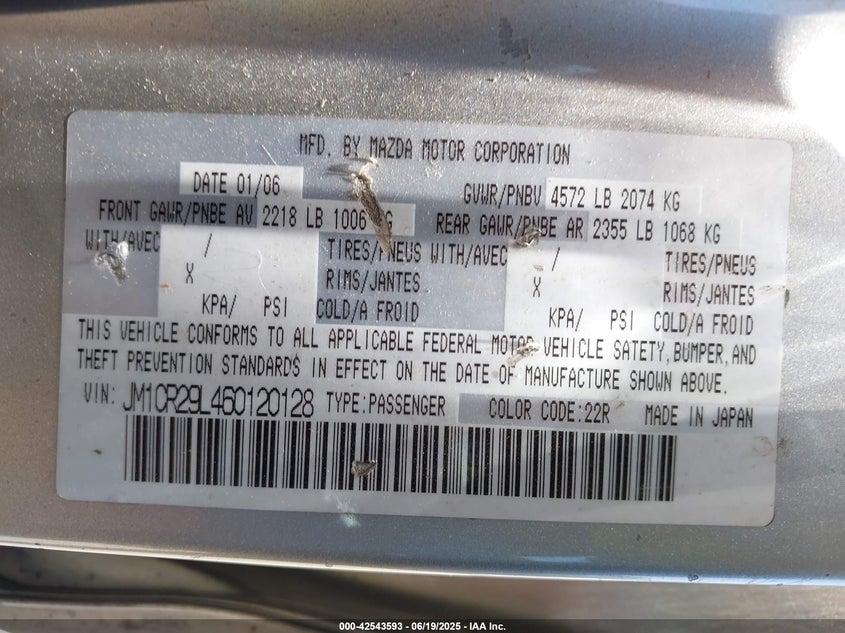 MFD. BY MAZDA MOTOR CORPORATION
DATE 01/06 GVWR/PNBV 4572 LB 2074 KG
FRONT GAWR/PNBE AV 2218 LB 1006 KG REAR GAWR/PNBE AR 2355 LB 1068 KG
WITH/AVEC / TIRES/PNEUS WITH/AVEC / TIRES/PNEUS
X RIMS/JANTES X RIMS/JANTES
KPA/ PSI COLD/A FROID KPA/ PSI COLD/A FROID
THIS VEHICLE CONFORMS TO ALL APPLICABLE FEDERAL MOTOR VEHICLE SAFETY, BUMPER, AND
THEFT PREVENTION STANDARDS IN EFFECT ON THE DATE OF MANUFACTURE SHOWN ABOVE.
VIN: JM1CR29L460120128 TYPE:PASSENGER COLOR CODE:22R MADE IN JAPAN
000-42543593 - 06/19/2025 - IAA Inc.